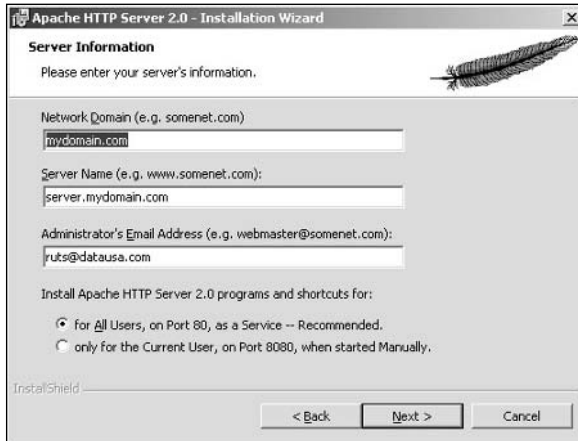 Apache HTTP Server 2.0 - Installation Wizard
Server Information
Please enter your server's information.
Network Domain (e.g. somenet.com)
mydomain.com
Server Name (e.g. www.somenet.com):
server.mydomain.com
Administrator's Email Address (e.g. webmaster@somenet.com):
ruts@datausa.com
Install Apache HTTP Server 2.0 programs and shortcuts for:
for All Users, on Port 80, as a Service -- Recommended.
only for the Current User, on Port 8080, when started Manually.
InstallShield
< Back
Next >
Cancel